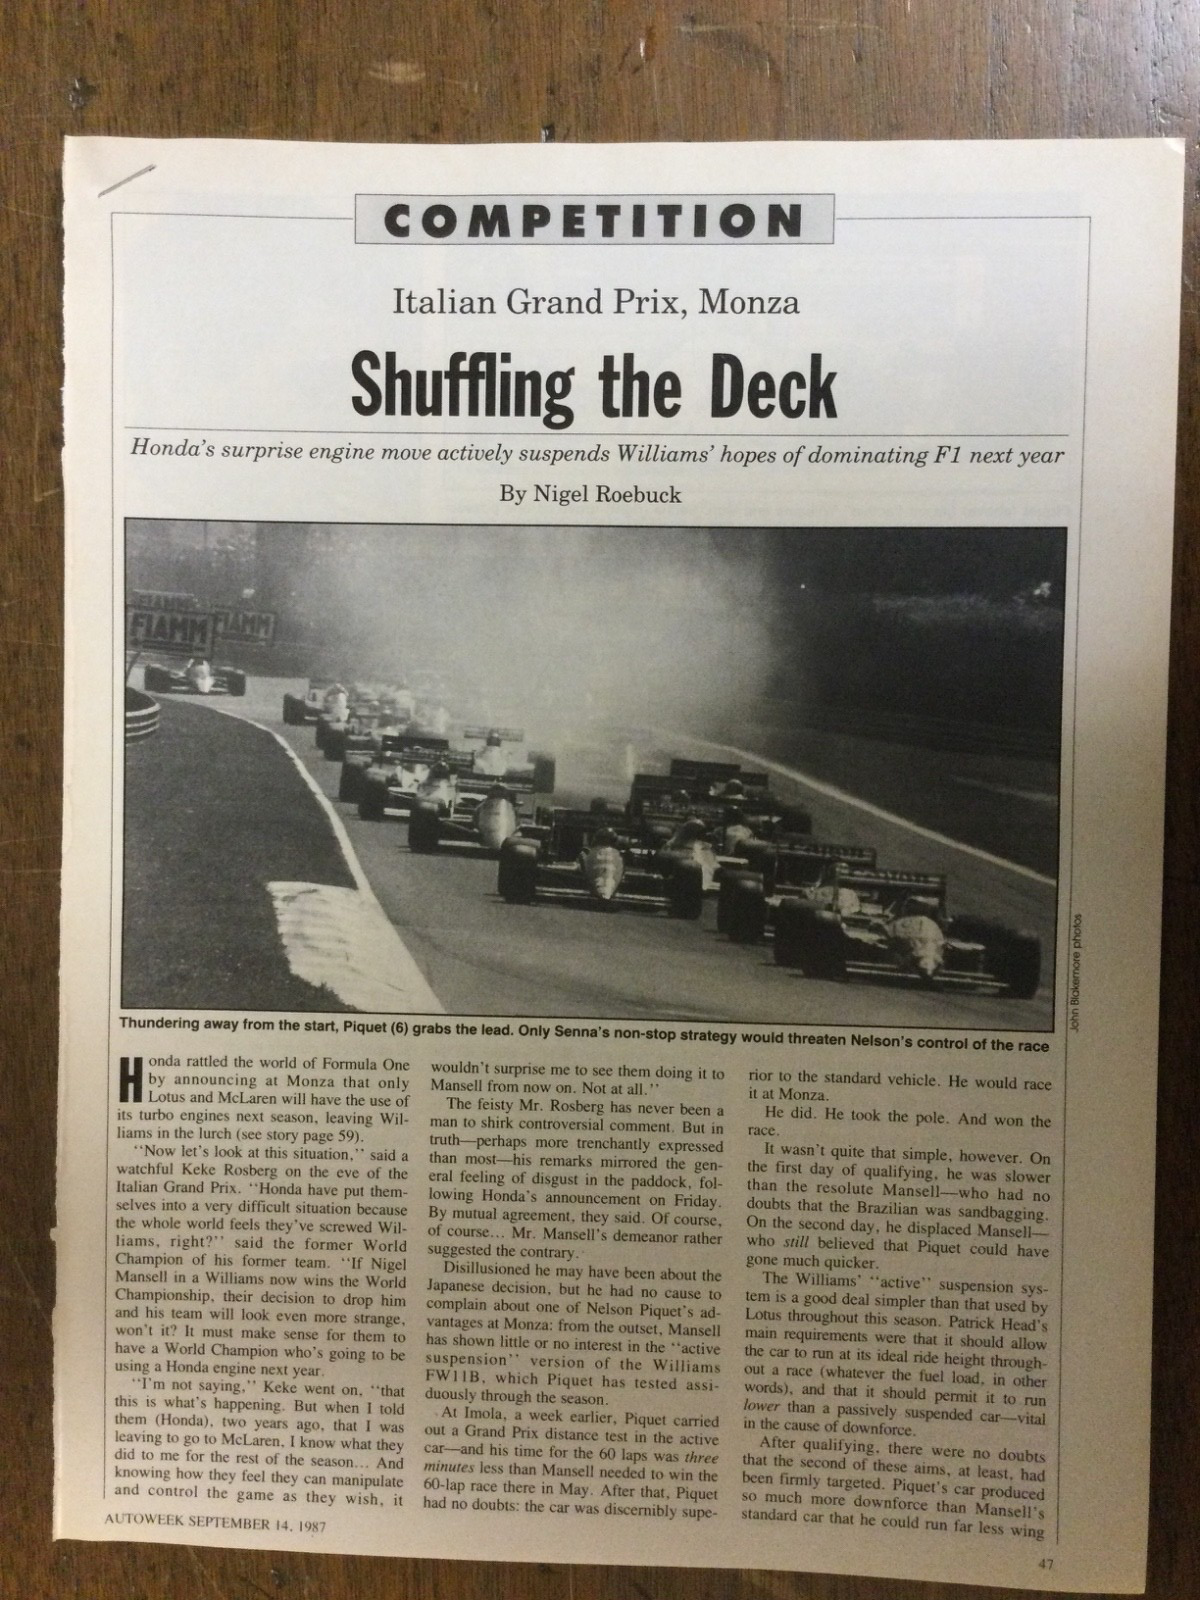 COMPETITION
Italian Grand Prix, Monza
Shuffling the Deck
Honda's surprise engine move actively suspends Williams' hopes of dominating F1 next year
By Nigel Roebuck
FIAMM
FIAMM
FIAMM
John Blakemore photos
Thundering away from the start, Piquet (6) grabs the lead. Only Senna's non-stop strategy would threaten Nelson's control of the race
Honda rattled the world of Formula One
by announcing at Monza that only
Lotus and McLaren will have the use of
its turbo engines next season, leaving Wil-
liams in the lurch (see story page 59).
"Now let's look at this situation," said a
watchful Keke Rosberg on the eve of the
Italian Grand Prix. "Honda have put them-
selves into a very difficult situation because
the whole world feels they've screwed Wil-
liams, right?" said the former World
Champion of his former team. "If Nigel
Mansell in a Williams now wins the World
Championship, their decision to drop him
and his team will look even more strange,
won't it? It must make sense for them to
have a World Champion who's going to be
using a Honda engine next year.
"I'm not saying," Keke went on, "that
this is what's happening. But when I told
them (Honda), two years ago, that I was
leaving to go to McLaren, I know what they
did to me for the rest of the season... And
knowing how they feel they can manipulate
and control the game as they wish, it
wouldn't surprise me to see them doing it to
Mansell from now on. Not at all."
The feisty Mr. Rosberg has never been a
man to shirk controversial comment. But in
truth—perhaps more trenchantly expressed
than most—his remarks mirrored the gen-
eral feeling of disgust in the paddock, fol-
lowing Honda's announcement on Friday.
By mutual agreement, they said. Of course,
of course... Mr. Mansell's demeanor rather
suggested the contrary.
Disillusioned he may have been about the
Japanese decision, but he had no cause to
complain about one of Nelson Piquet's ad-
vantages at Monza: from the outset, Mansell
has shown little or no interest in the "active
suspension" version of the Williams
FW11B, which Piquet has tested assi-
duously through the season.
At Imola, a week earlier, Piquet carried
out a Grand Prix distance test in the active
car—and his time for the 60 laps was three
minutes less than Mansell needed to win the
60-lap race there in May. After that, Piquet
had no doubts: the car was discernibly supe-
rior to the standard vehicle. He would race
it at Monza.
He did. He took the pole. And won the
race.
It wasn't quite that simple, however. On
the first day of qualifying, he was slower
than the resolute Mansell—who had no
doubts that the Brazilian was sandbagging.
On the second day, he displaced Mansell—
who still believed that Piquet could have
gone much quicker.
The Williams' "active" suspension sys-
tem is a good deal simpler than that used by
Lotus throughout this season. Patrick Head's
main requirements were that it should allow
the car to run at its ideal ride height through-
out a race (whatever the fuel load, in other
words), and that it should permit it to run
lower than a passively suspended car—vital
in the cause of downforce.
After qualifying, there were no doubts
that the second of these aims, at least, had
been firmly targeted. Piquet's car produced
so much more downforce than Mansell's
standard car that he could run far less wing
AUTOWEEK SEPTEMBER 14, 1987
47